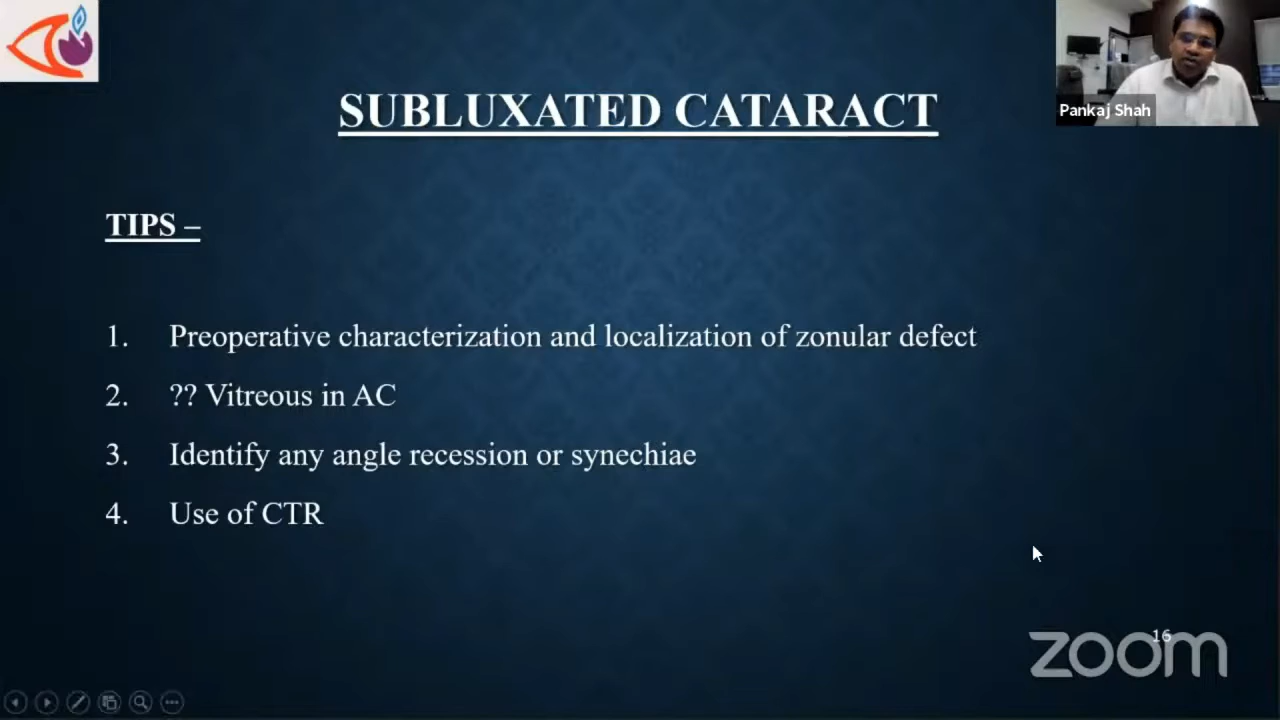 SUBLUXATED CATARACT
Pankaj Shah
TIPS –
1. Preoperative characterization and localization of zonular defect
2. ?? Vitreous in AC
3. Identify any angle recession or synechiae
4. Use of CTR
16
zoom